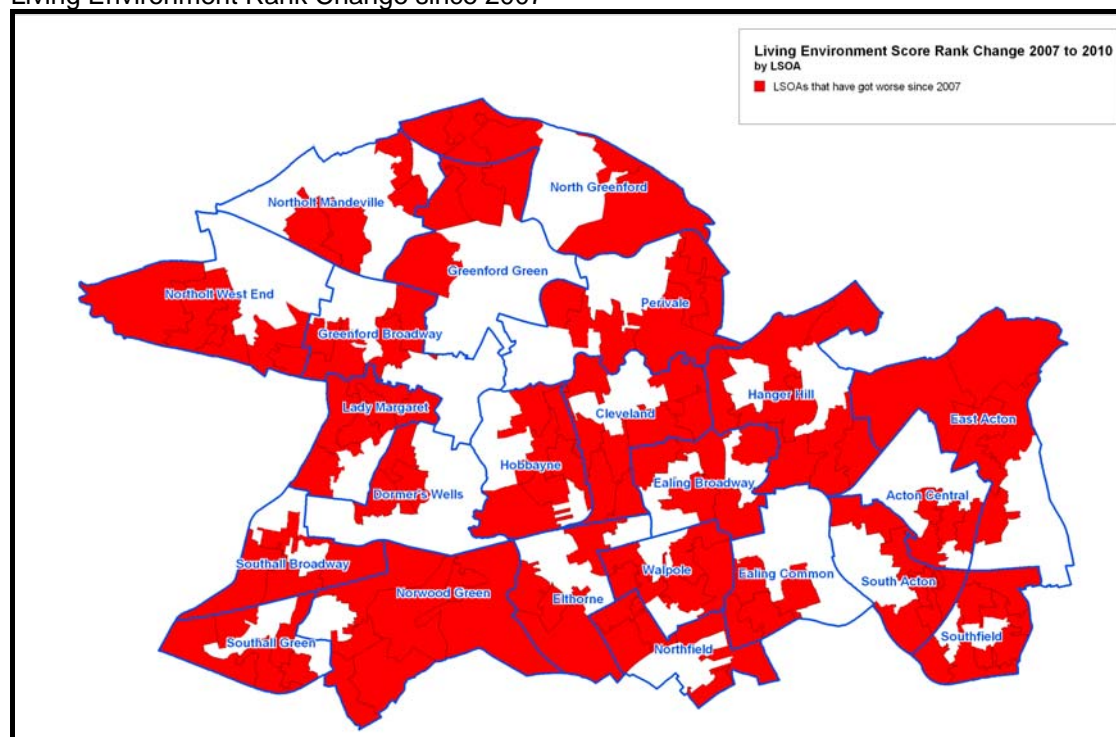 Living Environment Rank Change since 2007
Living Environment Score Rank Change 2007 to 2010
by LSOA
LSOAs that have got worse since 2007
North Greenford
Northolt Mandeville
Greenford Green
Northolt West End
Perivale
Greenford Broadway
Hanger Hill
Lady Margaret
Cleveland
East Acton
Hobbayne
Dormer's Wells
Ealing Broadway
Acton Central
Southall Broadway
Walpole
Ealing Common
South Acton
Norwood Green
Elthorne
Southfield
Southall Green
Northfield